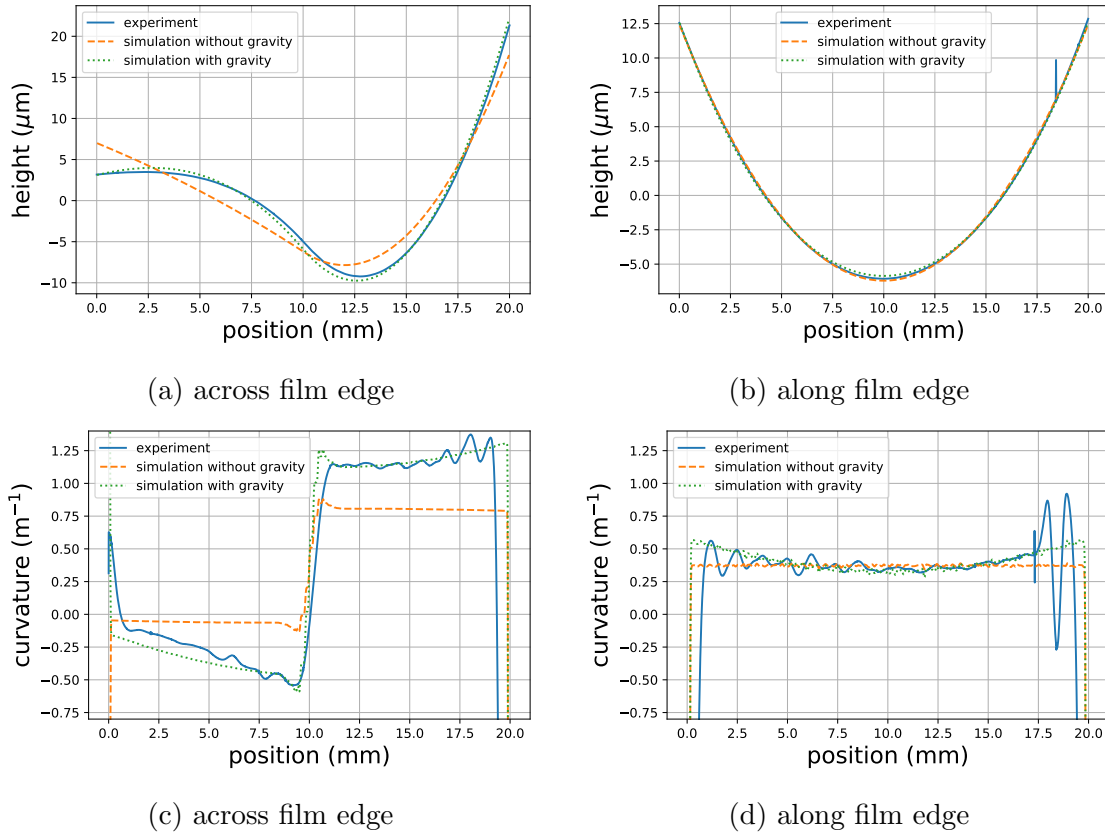 experiment
simulation without gravity
simulation with gravity
height (μm)
20
15
10
5
0
−5
−10
0.0 2.5 5.0 7.5 10.0 12.5 15.0 17.5 20.0
position (mm)
(a) across film edge
experiment
simulation without gravity
simulation with gravity
height (μm)
12.5
10.0
7.5
5.0
2.5
0.0
−2.5
−5.0
0.0 2.5 5.0 7.5 10.0 12.5 15.0 17.5 20.0
position (mm)
(b) along film edge
experiment
simulation without gravity
simulation with gravity
curvature (m⁻¹)
1.25
1.00
0.75
0.50
0.25
0.00
−0.25
−0.50
−0.75
0.0 2.5 5.0 7.5 10.0 12.5 15.0 17.5 20.0
position (mm)
(c) across film edge
experiment
simulation without gravity
simulation with gravity
curvature (m⁻¹)
1.25
1.00
0.75
0.50
0.25
0.00
−0.25
−0.50
−0.75
0.0 2.5 5.0 7.5 10.0 12.5 15.0 17.5 20.0
position (mm)
(d) along film edge